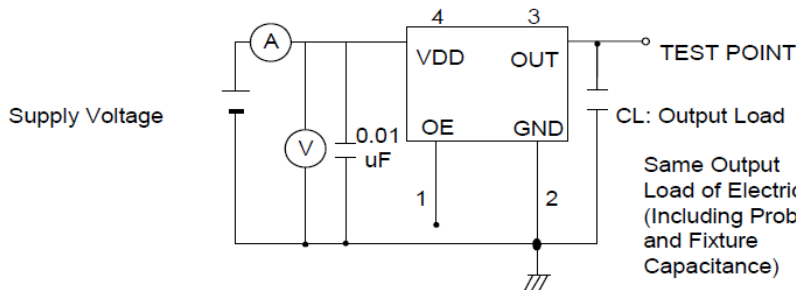 4
3
A
VDD
OUT
TEST POINT
Supply Voltage
0.01
uF
V
OE
GND
CL: Output Load
1
2
Same Output
Load of Electric
(Including Prob
and Fixture
Capacitance)